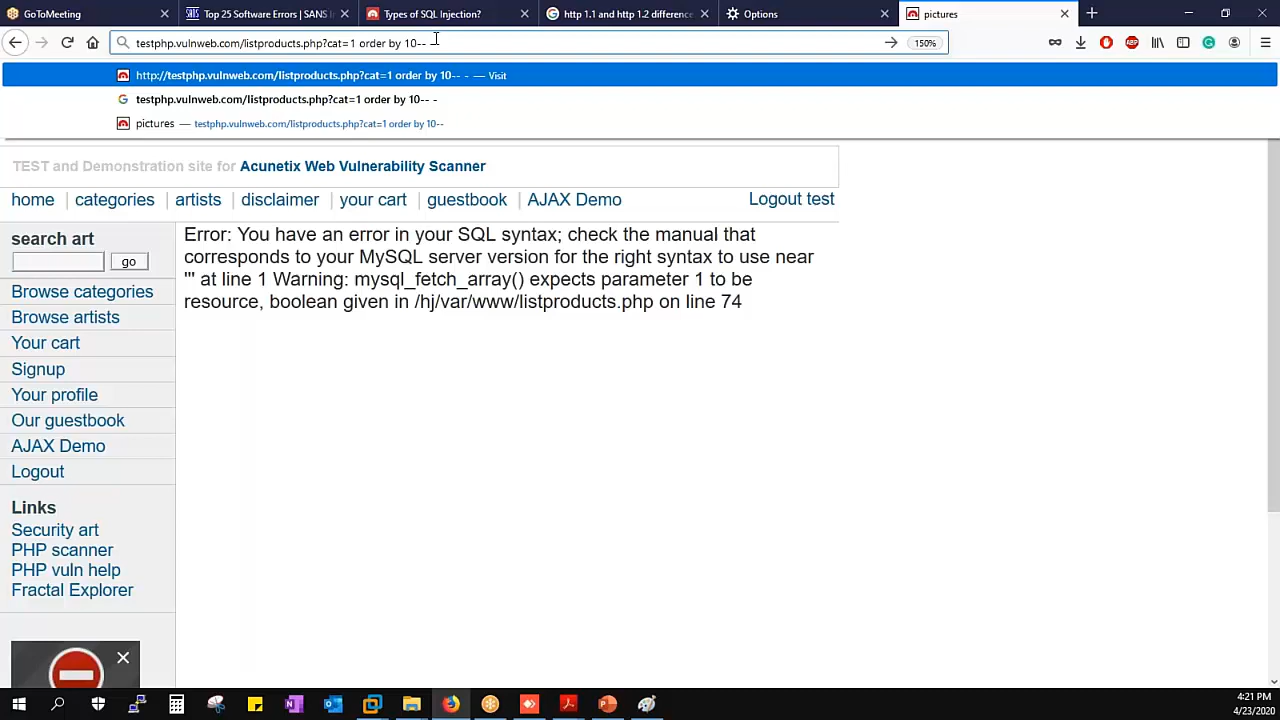 GoToMeeting
Top 25 Software Errors | SANS I
Types of SQL Injection?
http 1.1 and http 1.2 difference
Options
pictures
testphp.vulnweb.com/listproducts.php?cat=1 order by 10-- -
150%
http://testphp.vulnweb.com/listproducts.php?cat=1 order by 10-- - — Visit
testphp.vulnweb.com/listproducts.php?cat=1 order by 10-- -
pictures — testphp.vulnweb.com/listproducts.php?cat=1 order by 10--
TEST and Demonstration site for Acunetix Web Vulnerability Scanner
home | categories | artists | disclaimer | your cart | guestbook | AJAX Demo
Logout test
search art
go
Browse categories
Browse artists
Your cart
Signup
Your profile
Our guestbook
AJAX Demo
Logout
Links
Security art
PHP scanner
PHP vuln help
Fractal Explorer
Error: You have an error in your SQL syntax; check the manual that
corresponds to your MySQL server version for the right syntax to use near
''' at line 1 Warning: mysql_fetch_array() expects parameter 1 to be
resource, boolean given in /hj/var/www/listproducts.php on line 74
4:21 PM
4/23/2020